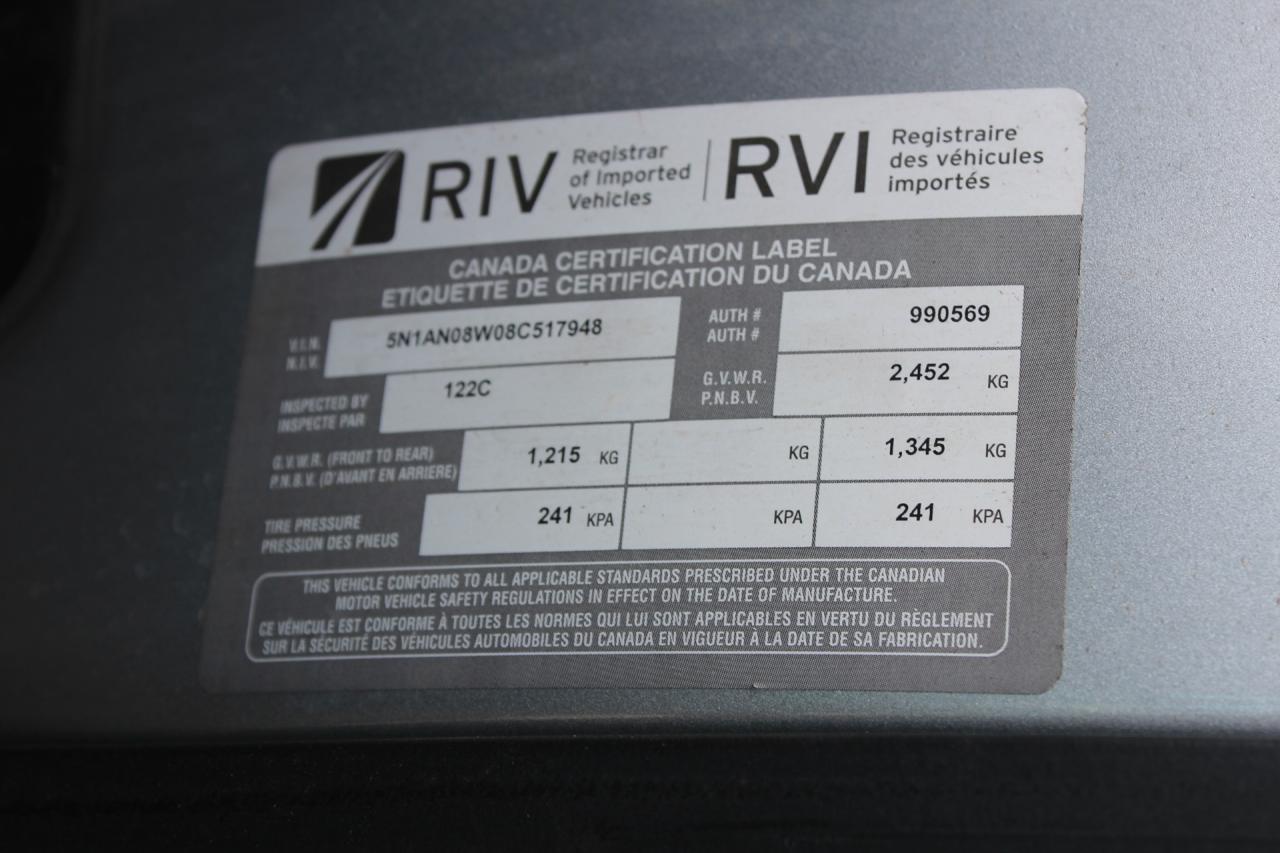 RIV Registrar of Imported Vehicles | RVI Registraire des véhicules importés
CANADA CERTIFICATION LABEL
ETIQUETTE DE CERTIFICATION DU CANADA
V.I.N.
N.I.V.
5N1AN08W08C517948
AUTH #
AUTH #
990569
INSPECTED BY
INSPECTE PAR
122C
G.V.W.R.
P.N.B.V.
2,452 KG
G.V.W.R. (FRONT TO REAR)
P.N.B.V. (D'AVANT EN ARRIERE)
1,215 KG KG 1,345 KG
TIRE PRESSURE
PRESSION DES PNEUS
241 KPA KPA 241 KPA
THIS VEHICLE CONFORMS TO ALL APPLICABLE STANDARDS PRESCRIBED UNDER THE CANADIAN
MOTOR VEHICLE SAFETY REGULATIONS IN EFFECT ON THE DATE OF MANUFACTURE.
CE VÉHICULE EST CONFORME À TOUTES LES NORMES QUI LUI SONT APPLICABLES EN VERTU DU RÈGLEMENT
SUR LA SÉCURITÉ DES VÉHICULES AUTOMOBILES DU CANADA EN VIGUEUR À LA DATE DE SA FABRICATION.